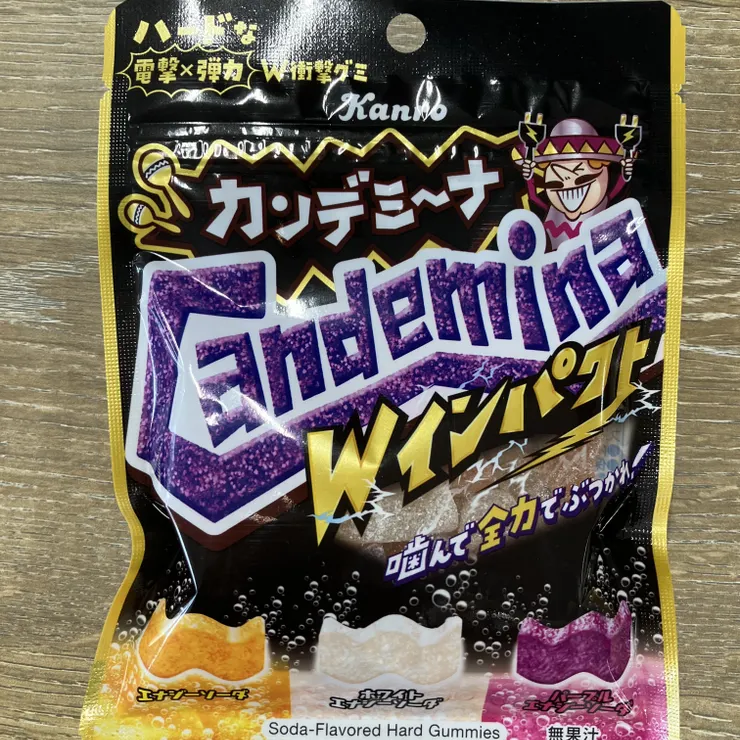 ハードな
電撃×弾力 W衝撃グミ
Kanro
カンデミ〜ナ
Candemina
Wインパクト
噛んで全力でぶつかれ!
エナジーソーダ
ホワイト
エナジーソーダ
パープル
エナジーソーダ
Soda-Flavored Hard Gummies
無果汁